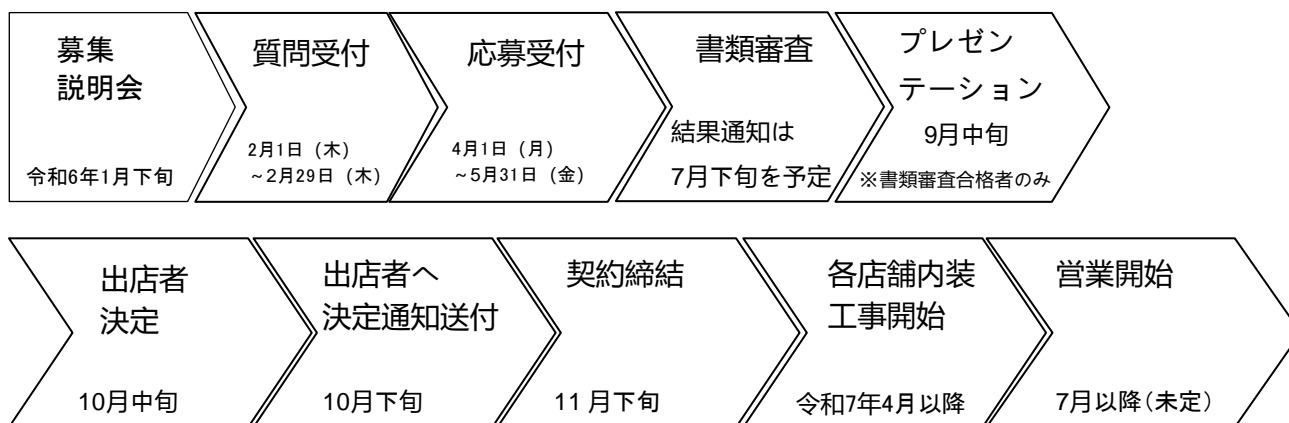 募集
説明会
令和6年1月下旬
質問受付
2月1日（木）
～2月29日（木）
応募受付
4月1日（月）
～5月31日（金）
書類審査
結果通知は
7月下旬を予定
プレゼン
テーション
9月中旬
※書類審査合格者のみ
出店者
決定
10月中旬
出店者へ
決定通知送付
10月下旬
契約締結
11月下旬
各店舗内装
工事開始
令和7年4月以降
営業開始
7月以降（未定）